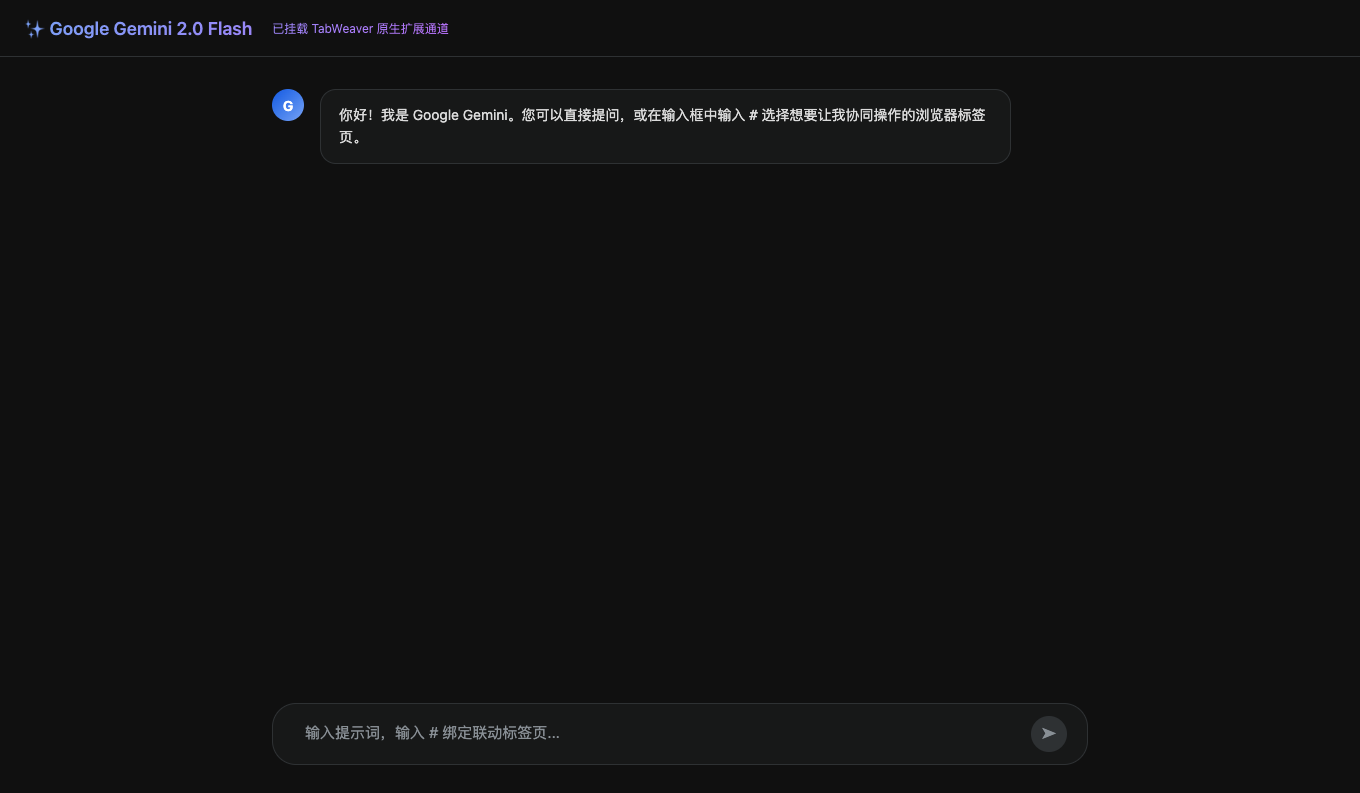 ✨ Google Gemini 2.0 Flash 已挂载 TabWeaver 原生扩展通道
G
你好！我是 Google Gemini。您可以直接提问，或在输入框中输入 # 选择想要让我协同操作的浏览器标签
页。
输入提示词，输入 # 绑定联动标签页...